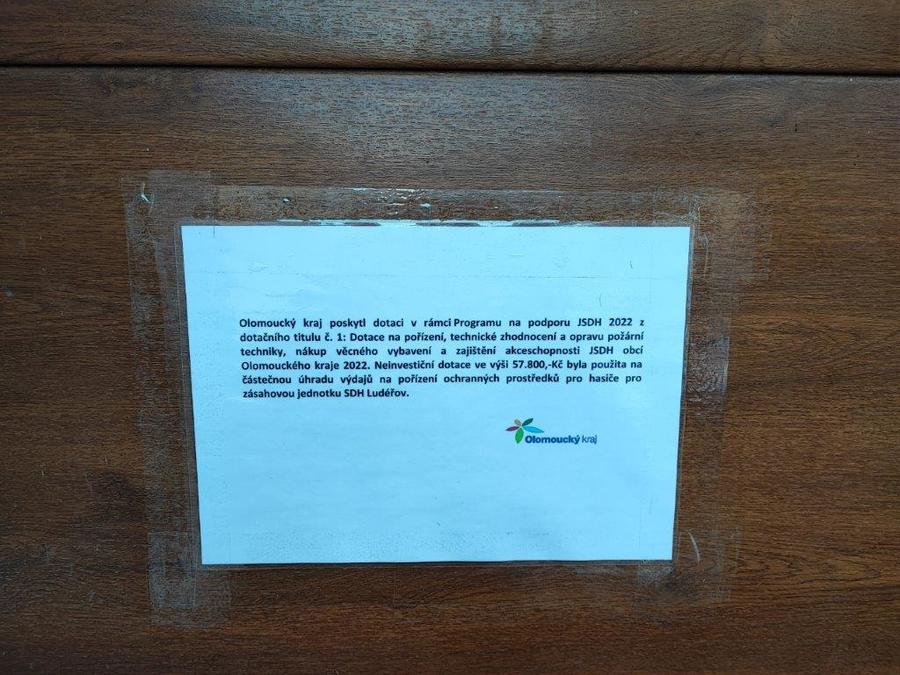 Olomoucký kraj poskytl dotaci v rámci Programu na podporu JSDH 2022 z
dotačního titulu č. 1: Dotace na pořízení, technické zhodnocení a opravu požární
techniky, nákup věcného vybavení a zajištění akceschopnosti JSDH obcí
Olomouckého kraje 2022. Neinvestiční dotace ve výši 57.800,-Kč byla použita na
částečnou úhradu výdajů na pořízení ochranných prostředků pro hasiče pro
zásahovou jednotku SDH Luděřov.
Olomoucký kraj